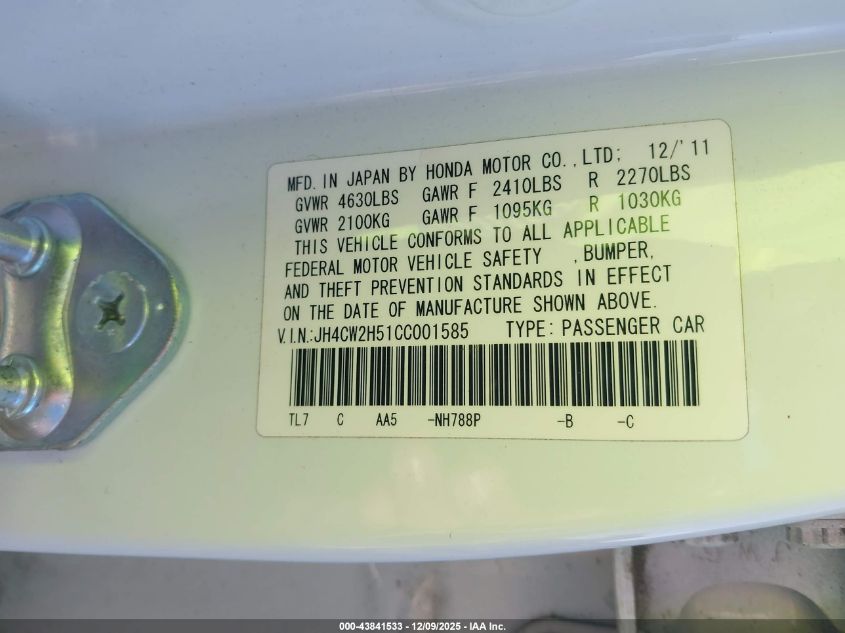 MFD. IN JAPAN BY HONDA MOTOR CO.,LTD; 12/'11
GVWR 4630LBS GAWR F 2410LBS R 2270LBS
GVWR 2100KG GAWR F 1095KG R 1030KG
THIS VEHICLE CONFORMS TO ALL APPLICABLE
FEDERAL MOTOR VEHICLE SAFETY ,BUMPER,
AND THEFT PREVENTION STANDARDS IN EFFECT
ON THE DATE OF MANUFACTURE SHOWN ABOVE.
V.I.N.:JH4CW2H51CC001585 TYPE: PASSENGER CAR
TL7 C AA5 -NH788P -B -C
000-43841533 - 12/09/2025 - IAA Inc.